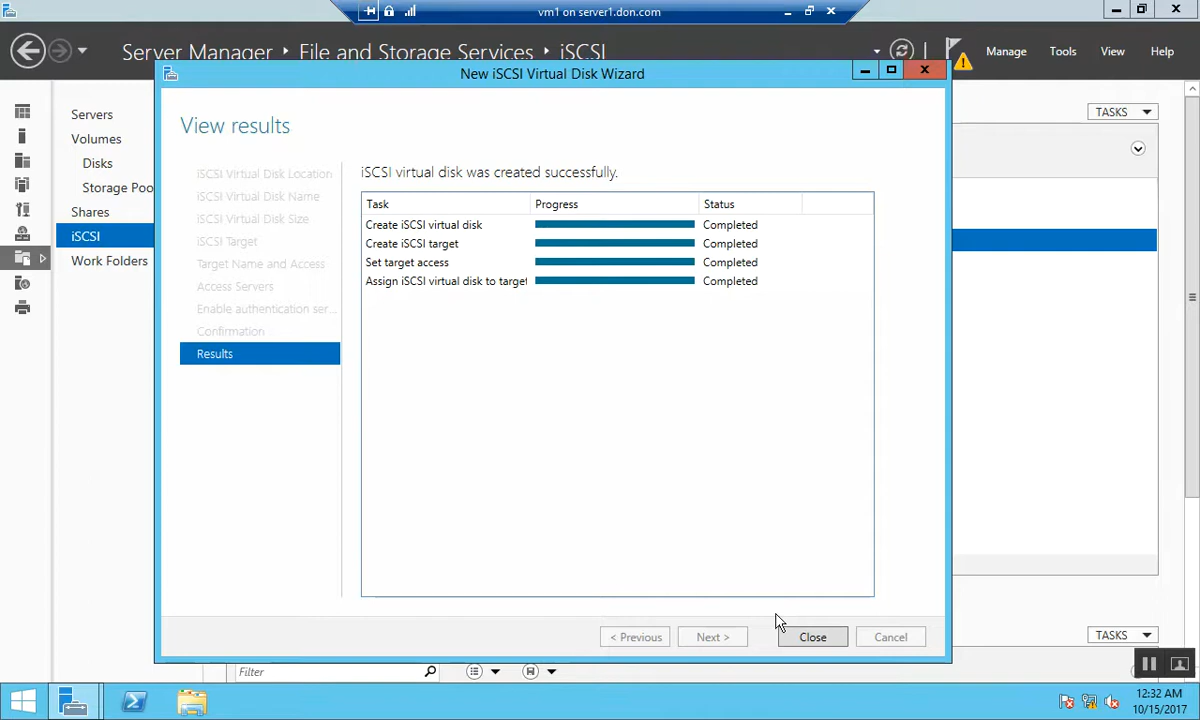 vm1 on server1.don.com
Server Manager ▸ File and Storage Services ▸ iSCSI
Manage Tools View Help
New iSCSI Virtual Disk Wizard
Servers
Volumes
Disks
Storage Poo
Shares
iSCSI
Work Folders
TASKS
View results
iSCSI Virtual Disk Location
iSCSI Virtual Disk Name
iSCSI Virtual Disk Size
iSCSI Target
Target Name and Access
Access Servers
Enable authentication ser...
Confirmation
Results
iSCSI virtual disk was created successfully.
Task Progress Status
Create iSCSI virtual disk Completed
Create iSCSI target Completed
Set target access Completed
Assign iSCSI virtual disk to target Completed
< Previous Next > Close Cancel
TASKS
Filter
12:32 AM
10/15/2017